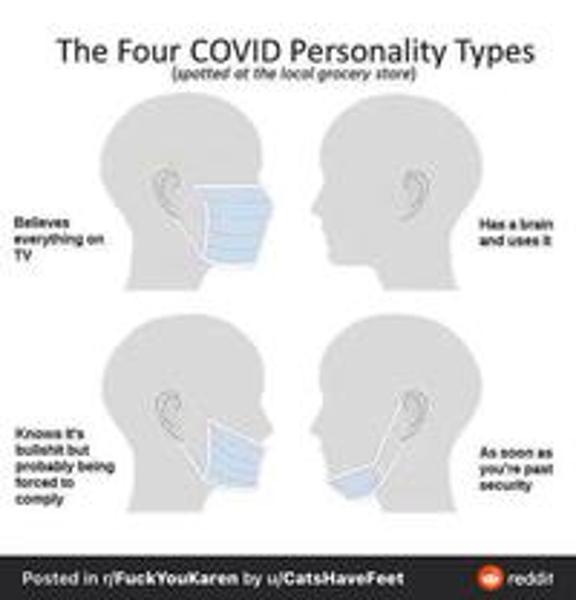 The Four COVID Personality Types
(spotted at the local grocery store)
Believes
everything on
TV
Has a brain
and uses it
Knows it's
bullshit but
probably being
forced to
comply
As soon as
you're past
security
Posted in r/FuckYouKaren by u/CatsHaveFeet
reddit